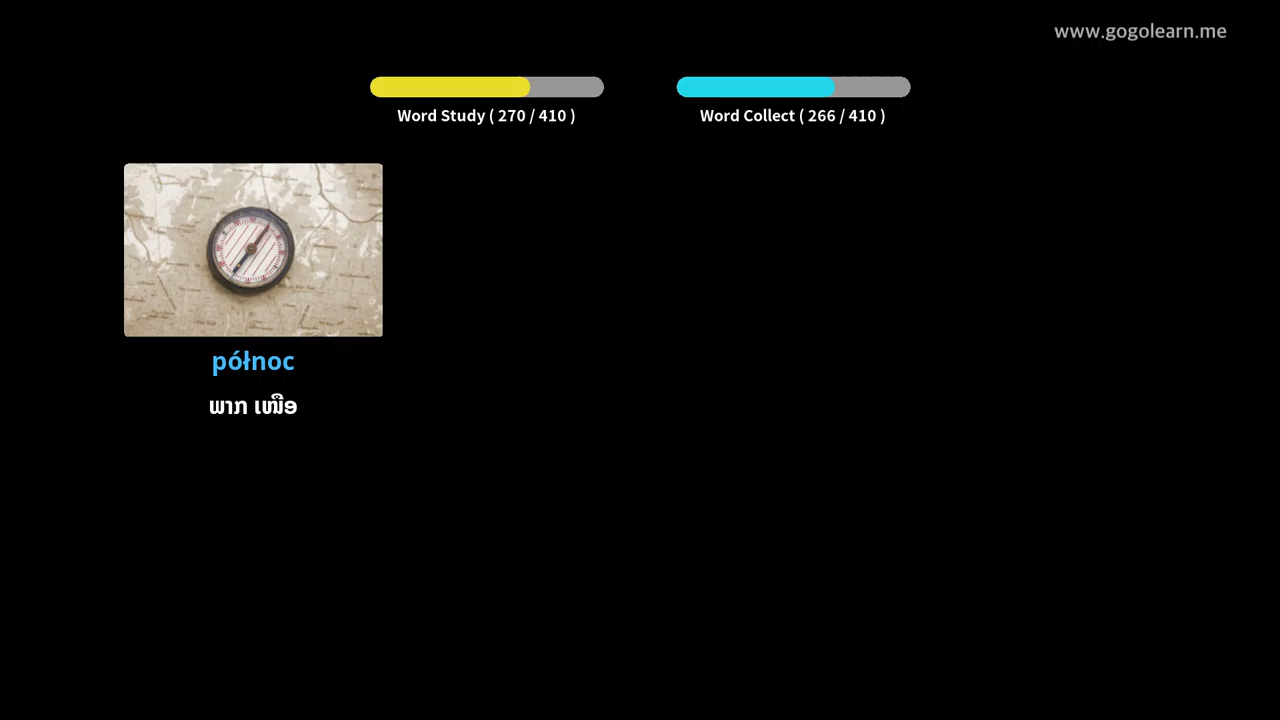 www.gogolearn.me
Word Study ( 270 / 410 )
Word Collect ( 266 / 410 )
północ
ພາກ ເໜືອ